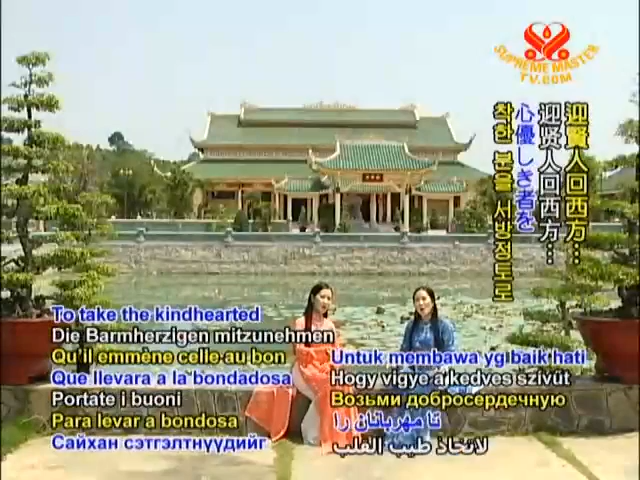 SUPREME MASTER
TV.COM
迎賢人回西方…
迎贤人回西方…
心優しき者を
착한 분을 서방정토로
To take the kindhearted
Die Barmherzigen mitzunehmen
Qu'il emmène celle au bon
Que llevara a la bondadosa
Portate i buoni
Para levar a bondosa
Сайхан сэтгэлтнүүдийг
Untuk membawa yg baik hati
Hogy vigye a kedves szívűt
Возьми добросердечную
تا مهربانان را
لاتخاذ طيب القلب